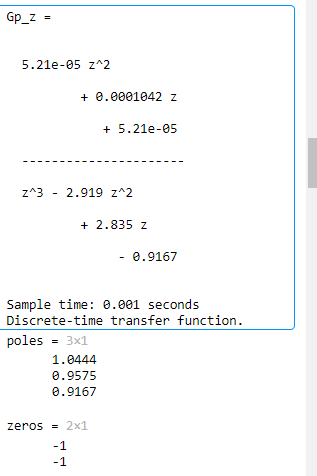 Gp_z =
5.21e-05 z^2
+ 0.0001042 z
+ 5.21e-05
----------------------
z^3 - 2.919 z^2
+ 2.835 z
- 0.9167
Sample time: 0.001 seconds
Discrete-time transfer function.
poles = 3×1
1.0444
0.9575
0.9167
zeros = 2×1
-1
-1